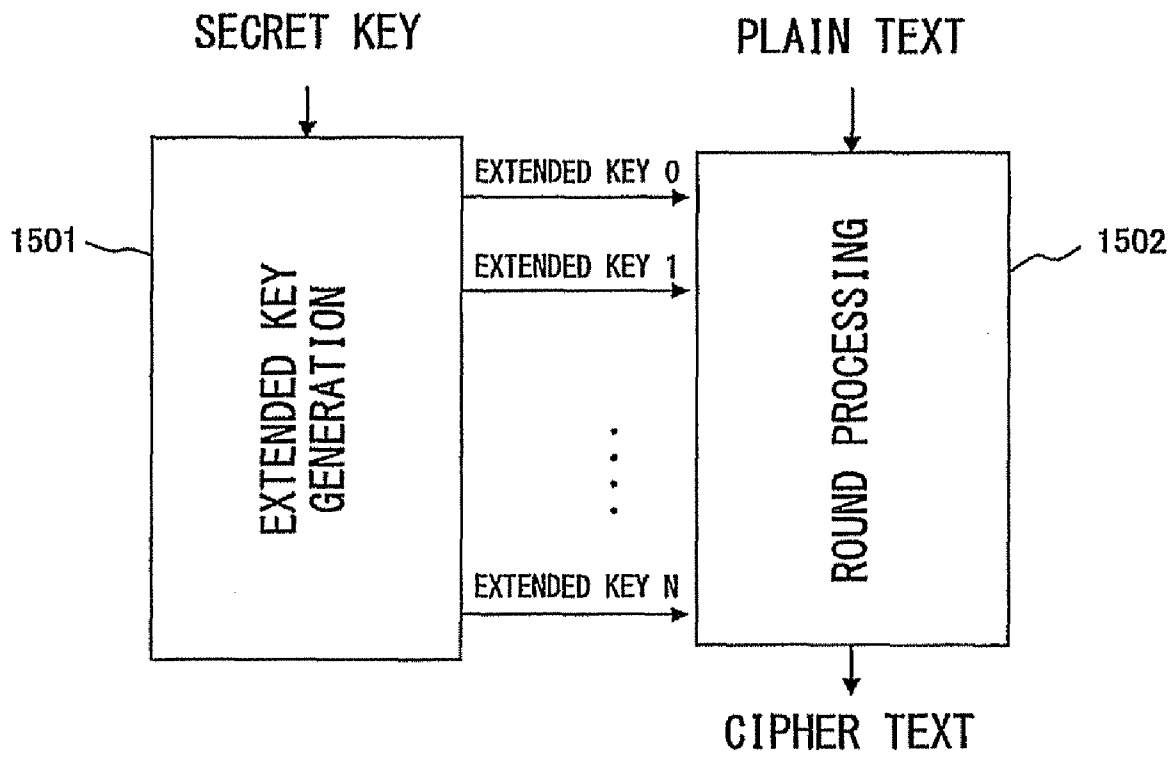 SECRET KEY
PLAIN TEXT
EXTENDED KEY 0
1501
1502
EXTENDED KEY 1
EXTENDED KEY
GENERATION
ROUND PROCESSING
EXTENDED KEY N
CIPHER TEXT